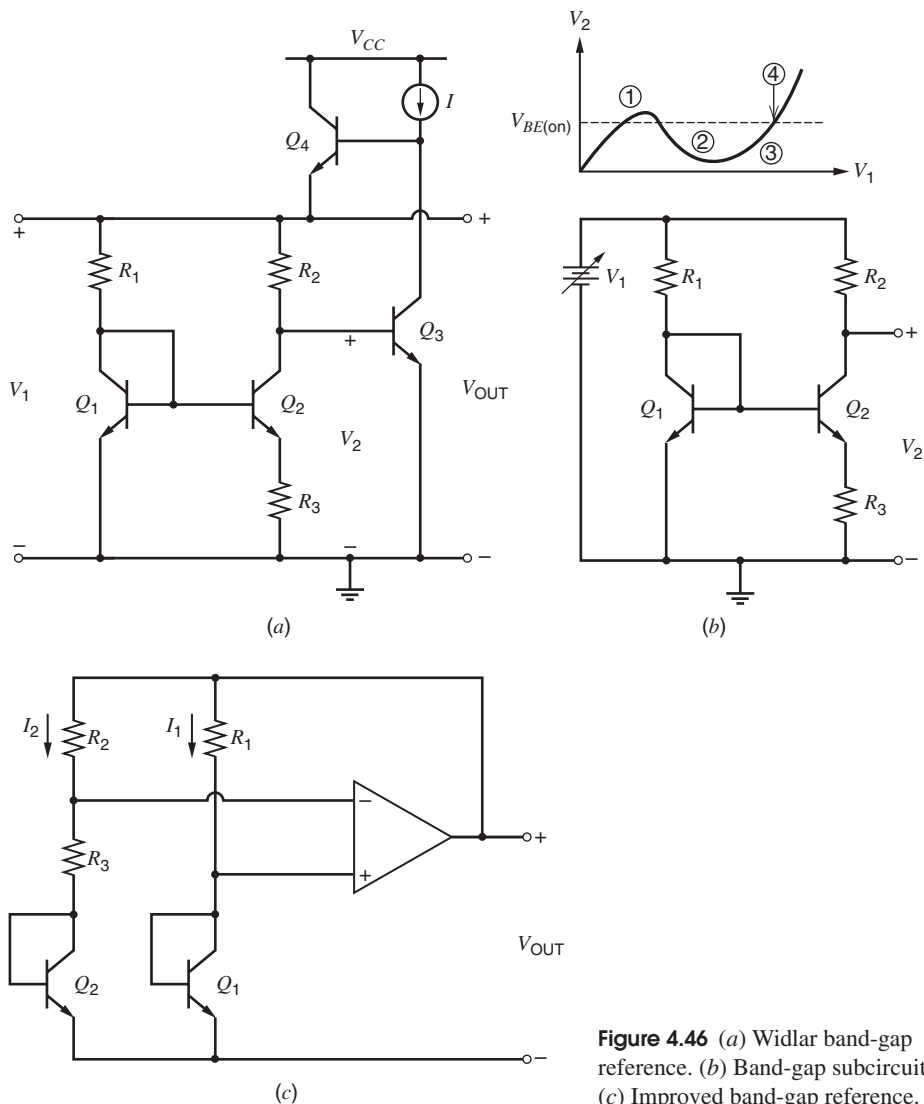 V_CC
I
Q_4
+
+
R_1
R_2
+
Q_3
V_1
Q_1
Q_2
V_OUT
V_2
R_3
−
−
−
(a)
V_2
①
④
V_BE(on)
②
③
V_1
V_1
R_1
R_2
+
Q_1
Q_2
V_2
R_3
−
(b)
I_2
R_2
I_1
R_1
−
+
R_3
+
V_OUT
Q_2
Q_1
−
(c)
Figure 4.46 (a) Widlar band-gap
reference. (b) Band-gap subcircuit
(c) Improved band-gap reference.